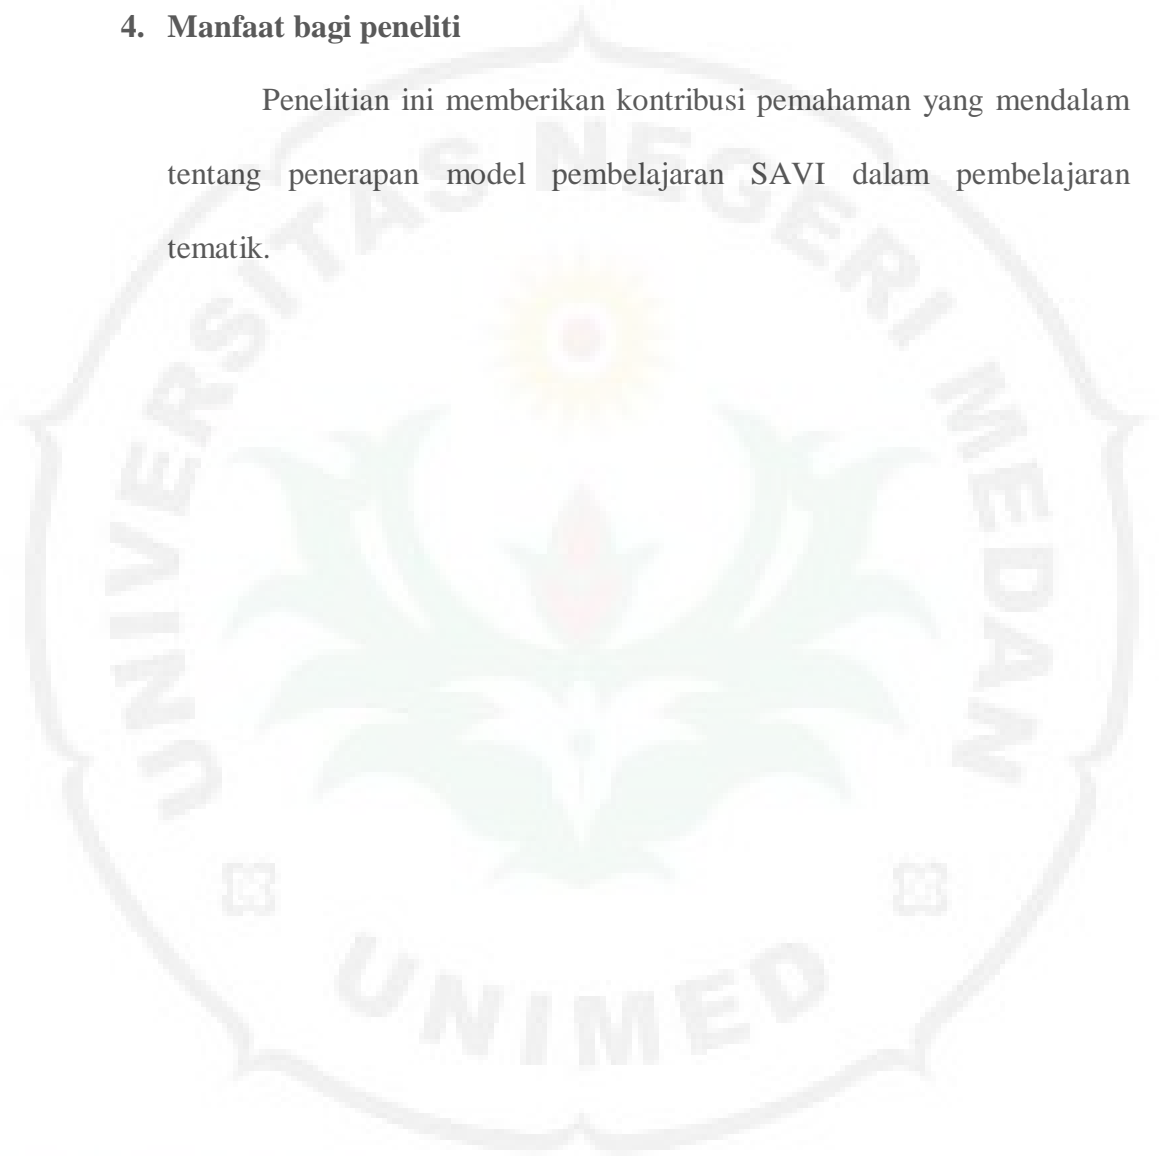 4. Manfaat bagi peneliti
Penelitian ini memberikan kontribusi pemahaman yang mendalam
tentang penerapan model pembelajaran SAVI dalam pembelajaran
tematik.
UNIVERSITAS NEGERI MEDAN
UNIMED